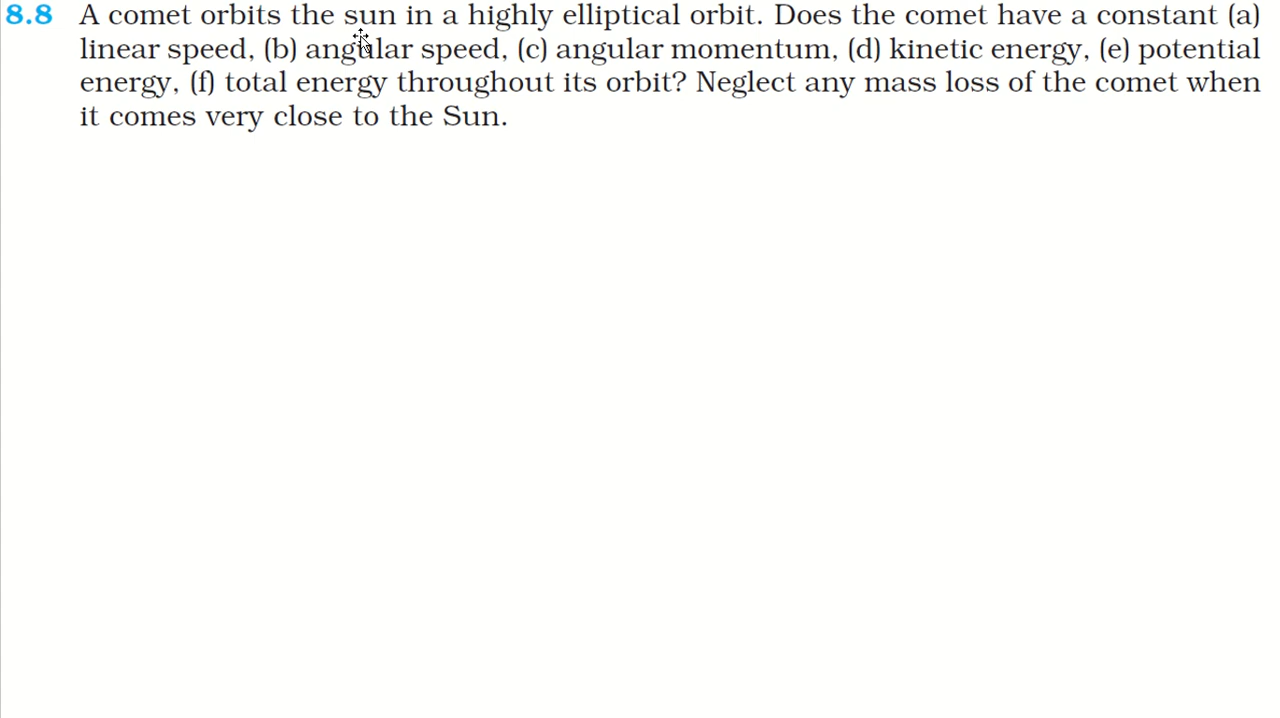 8.8 A comet orbits the sun in a highly elliptical orbit. Does the comet have a constant (a)
linear speed, (b) angular speed, (c) angular momentum, (d) kinetic energy, (e) potential
energy, (f) total energy throughout its orbit? Neglect any mass loss of the comet when
it comes very close to the Sun.